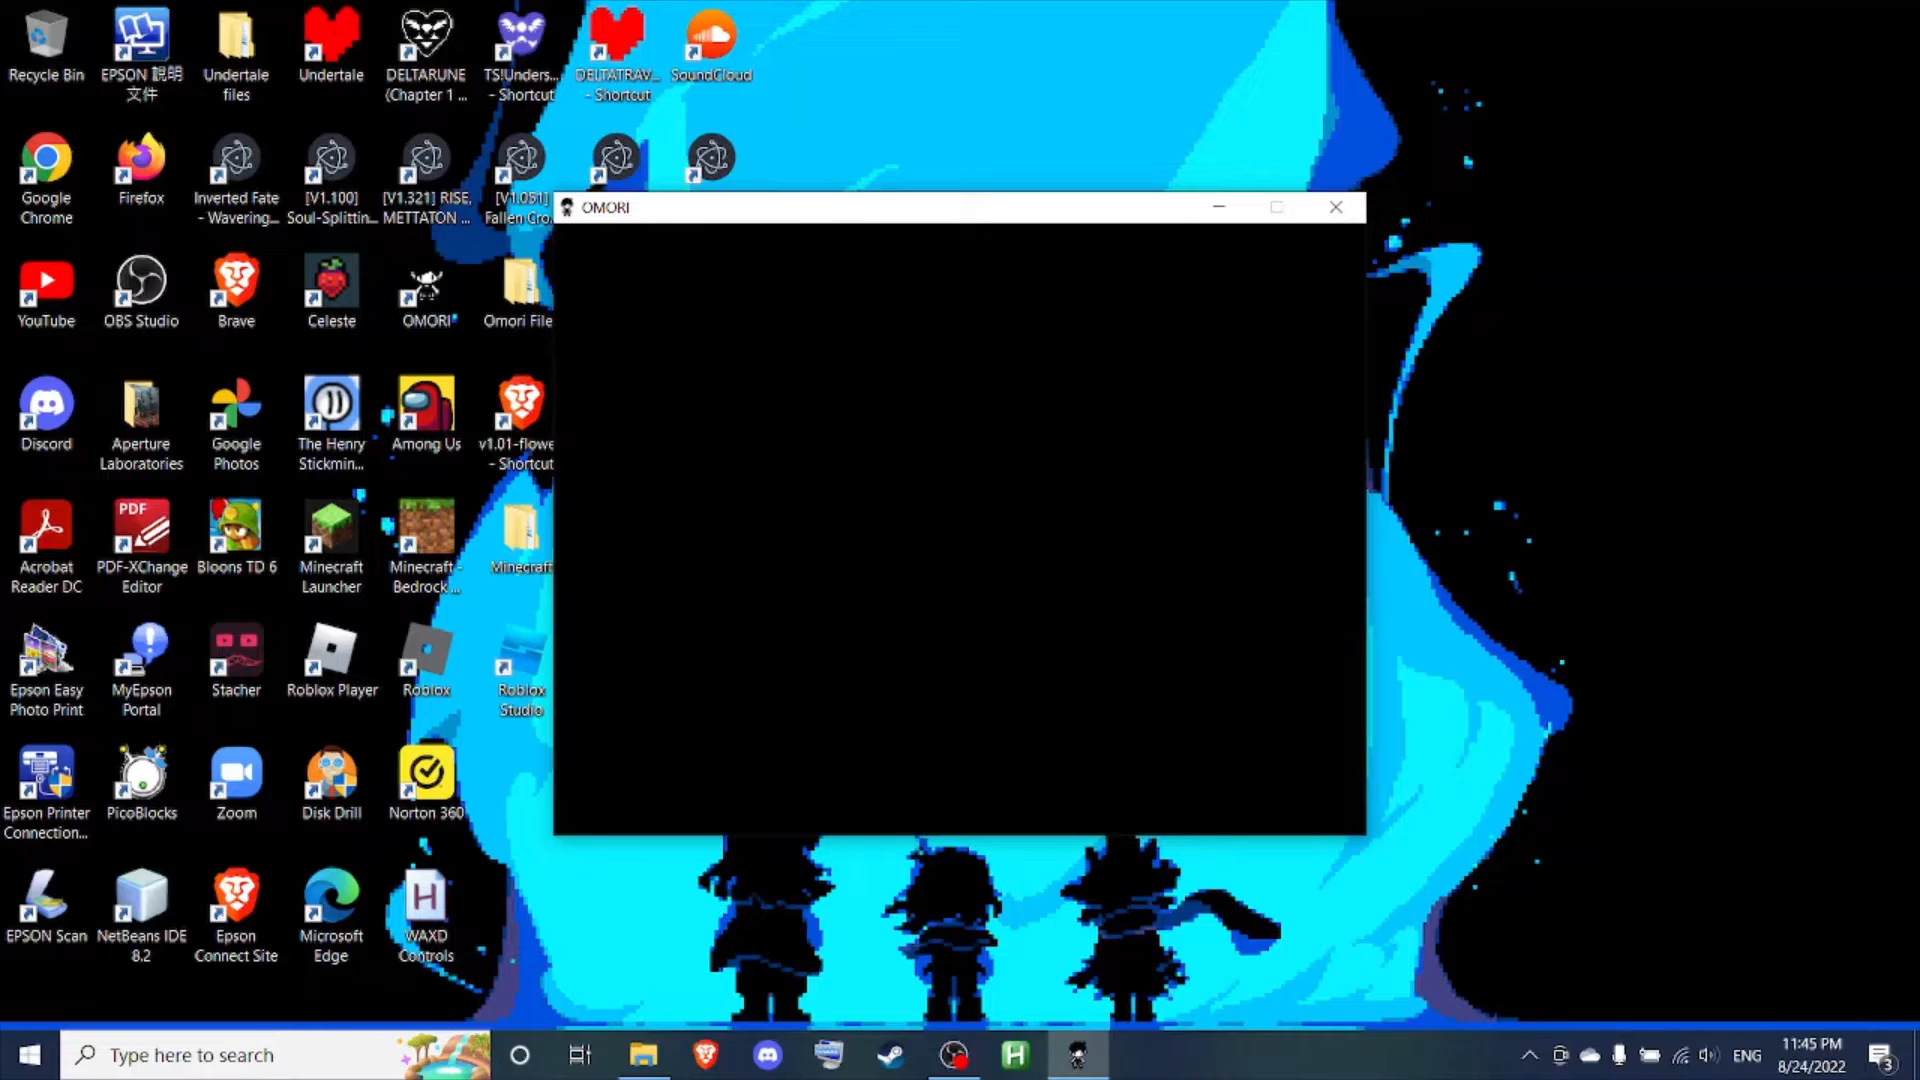 Recycle Bin
EPSON 說明
文件
Undertale
files
Undertale
DELTARUNE
(Chapter 1 ...
TS!Unders...
- Shortcut
DELTATRAV...
- Shortcut
SoundCloud
Google
Chrome
Firefox
Inverted Fate
- Wavering...
[V1.100]
Soul-Splittin...
[V1.321] RISE,
METTATON ...
[V1.051]
Fallen Cro
OMORI
YouTube
OBS Studio
Brave
Celeste
OMORI
Omori File
Discord
Aperture
Laboratories
Google
Photos
The Henry
Stickmin...
Among Us
v1.01-flowe
- Shortcut
PDF
Acrobat
Reader DC
PDF-XChange
Editor
Bloons TD 6
Minecraft
Launcher
Minecraft -
Bedrock ...
Minecraft
Epson Easy
Photo Print
MyEpson
Portal
Stacher
Roblox Player
Roblox
Roblox
Studio
Epson Printer
Connection...
PicoBlocks
Zoom
Disk Drill
Norton 360
H
EPSON Scan
NetBeans IDE
8.2
Epson
Connect Site
Microsoft
Edge
WAXD
Controls
Type here to search
H
ENG
11:45 PM
8/24/2022
3